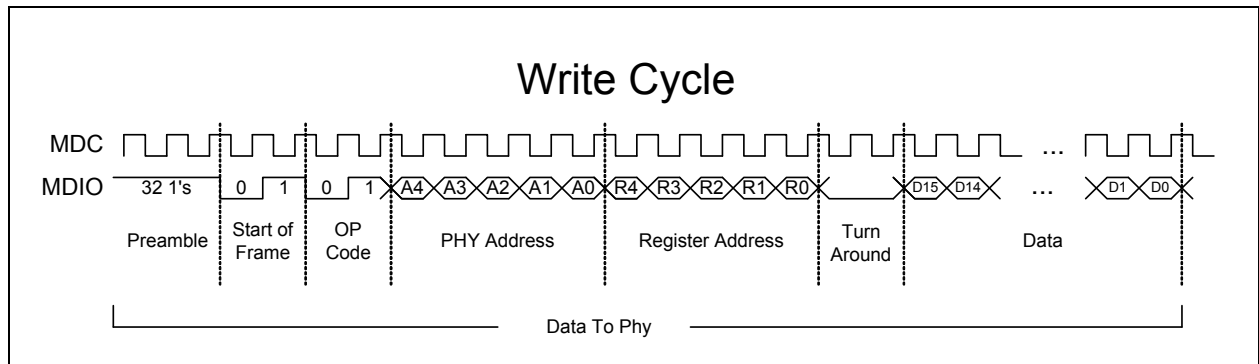 Write Cycle
MDC
...
MDIO 32 1's 0 1 0 1 A4 A3 A2 A1 A0 R4 R3 R2 R1 R0 D15 D14 ... D1 D0
Preamble
Start of
Frame
OP
Code
PHY Address
Register Address
Turn
Around
Data
Data To Phy